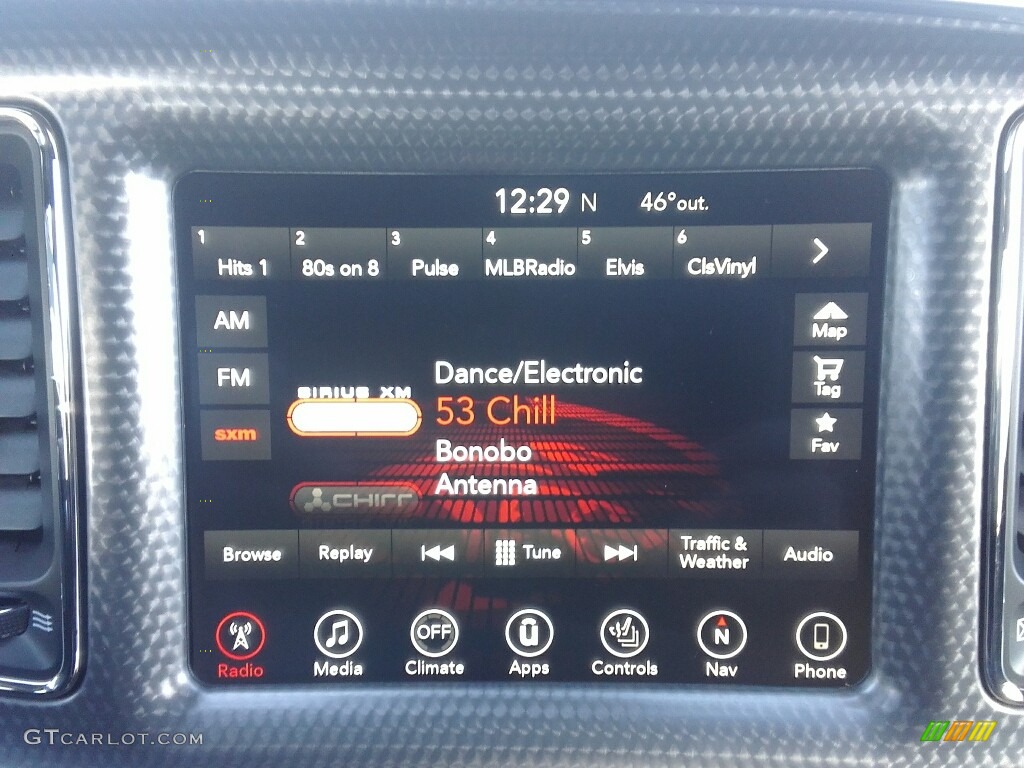 12:29 N 46°out.
1 2 3 4 5 6
Hits 1 80s on 8 Pulse MLBRadio Elvis ClsVinyl
AM
Map
FM
Tag
sxm
Fav
SIRIUS XM
Dance/Electronic
53 Chill
Bonobo
Antenna
CHILL
Browse Replay Tune Traffic & Weather Audio
OFF N
Radio Media Climate Apps Controls Nav Phone
GTCARLOT.COM